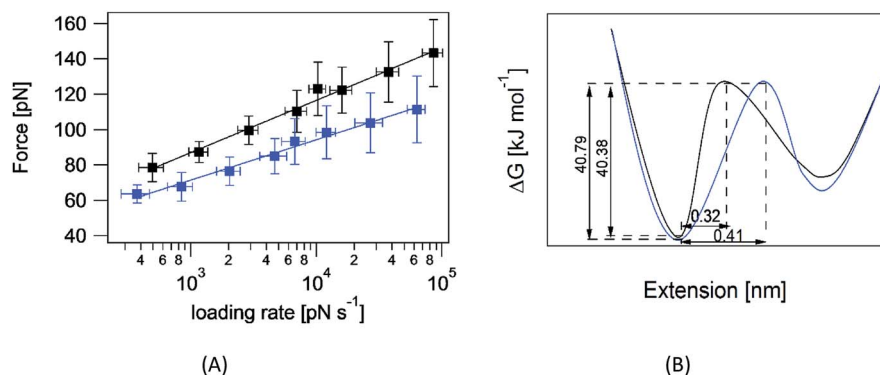 160
140
120
100
80
60
40
Force [pN]
4 6 8 2 4 6 8 2 4 6 8
10³ 10⁴ 10⁵
loading rate [pN s⁻¹]
(A)
ΔG [kJ mol⁻¹]
40.79
40.38
0.32
0.41
Extension [nm]
(B)